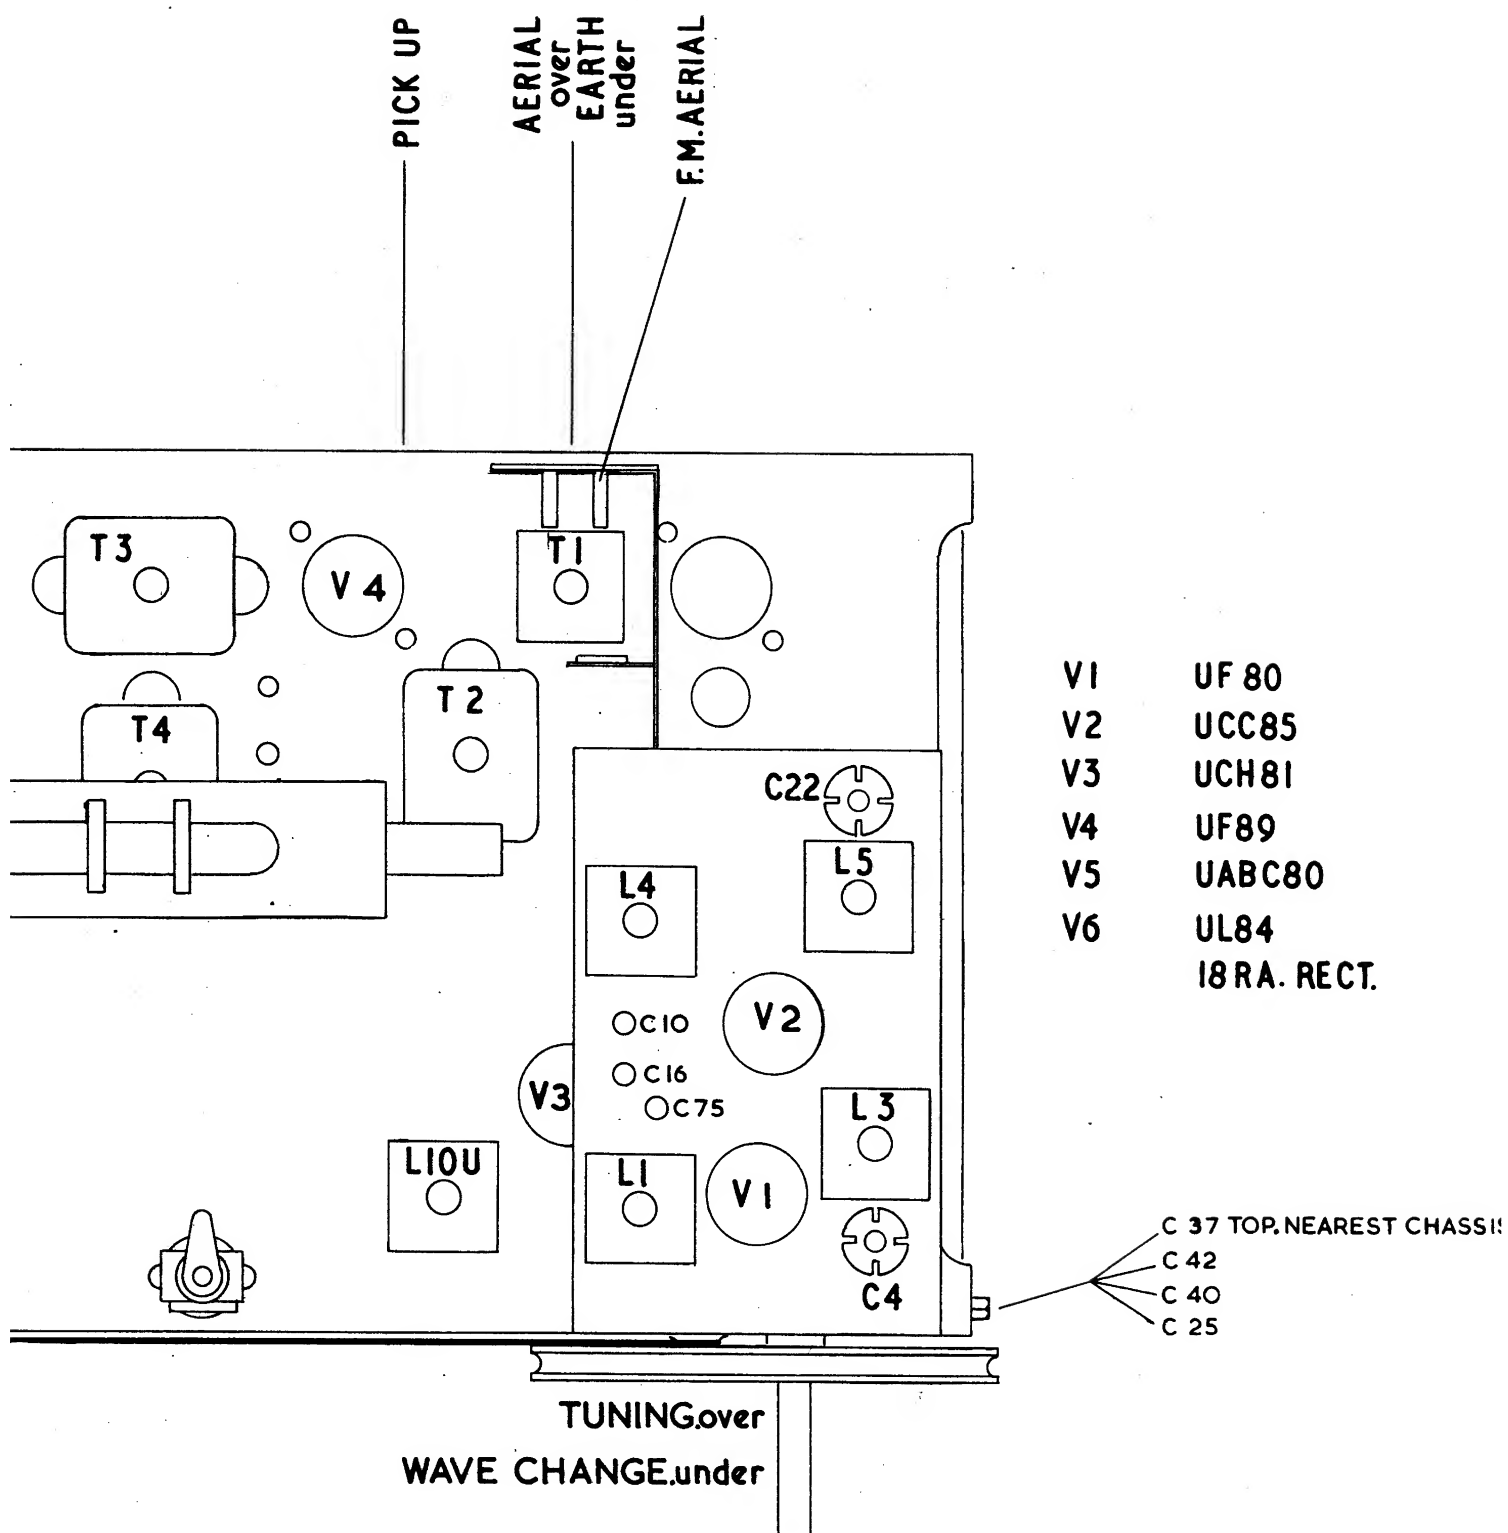 PICK UP
AERIAL
over
EARTH
under
F.M.AERIAL
T3
V 4
T1
T 2
T4
C22
L5
L4
V2
C10
C16
C75
V3
L 3
L10U
L1
V 1
C4
V1 UF 80
V2 UCC85
V3 UCH81
V4 UF89
V5 UABC80
V6 UL84
18 RA. RECT.
C 37 TOP. NEAREST CHASSIS
C 42
C 40
C 25
TUNING.over
WAVE CHANGE.under